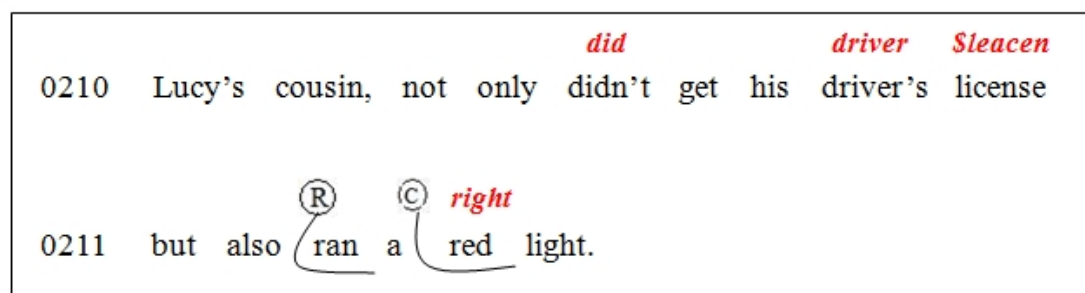 did driver $leacen
0210 Lucy's cousin, not only didn't get his driver's license
Ⓡ Ⓒ right
0211 but also ran a red light.